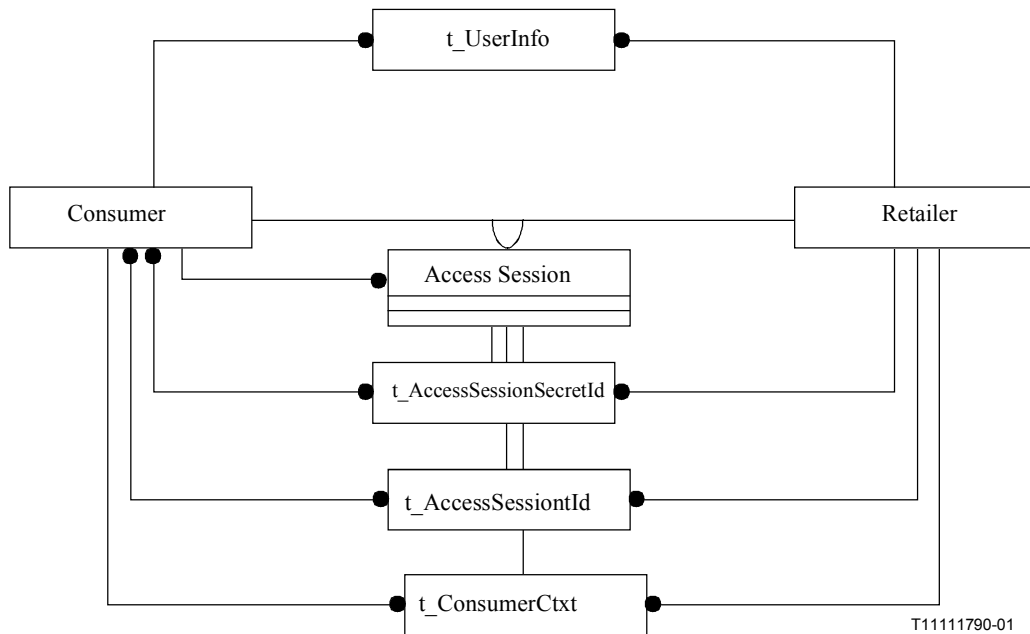 t_UserInfo
Consumer
Retailer
Access Session
t_AccessSessionSecretId
t_AccessSessiontId
t_ConsumerCtxt
T11111790-01